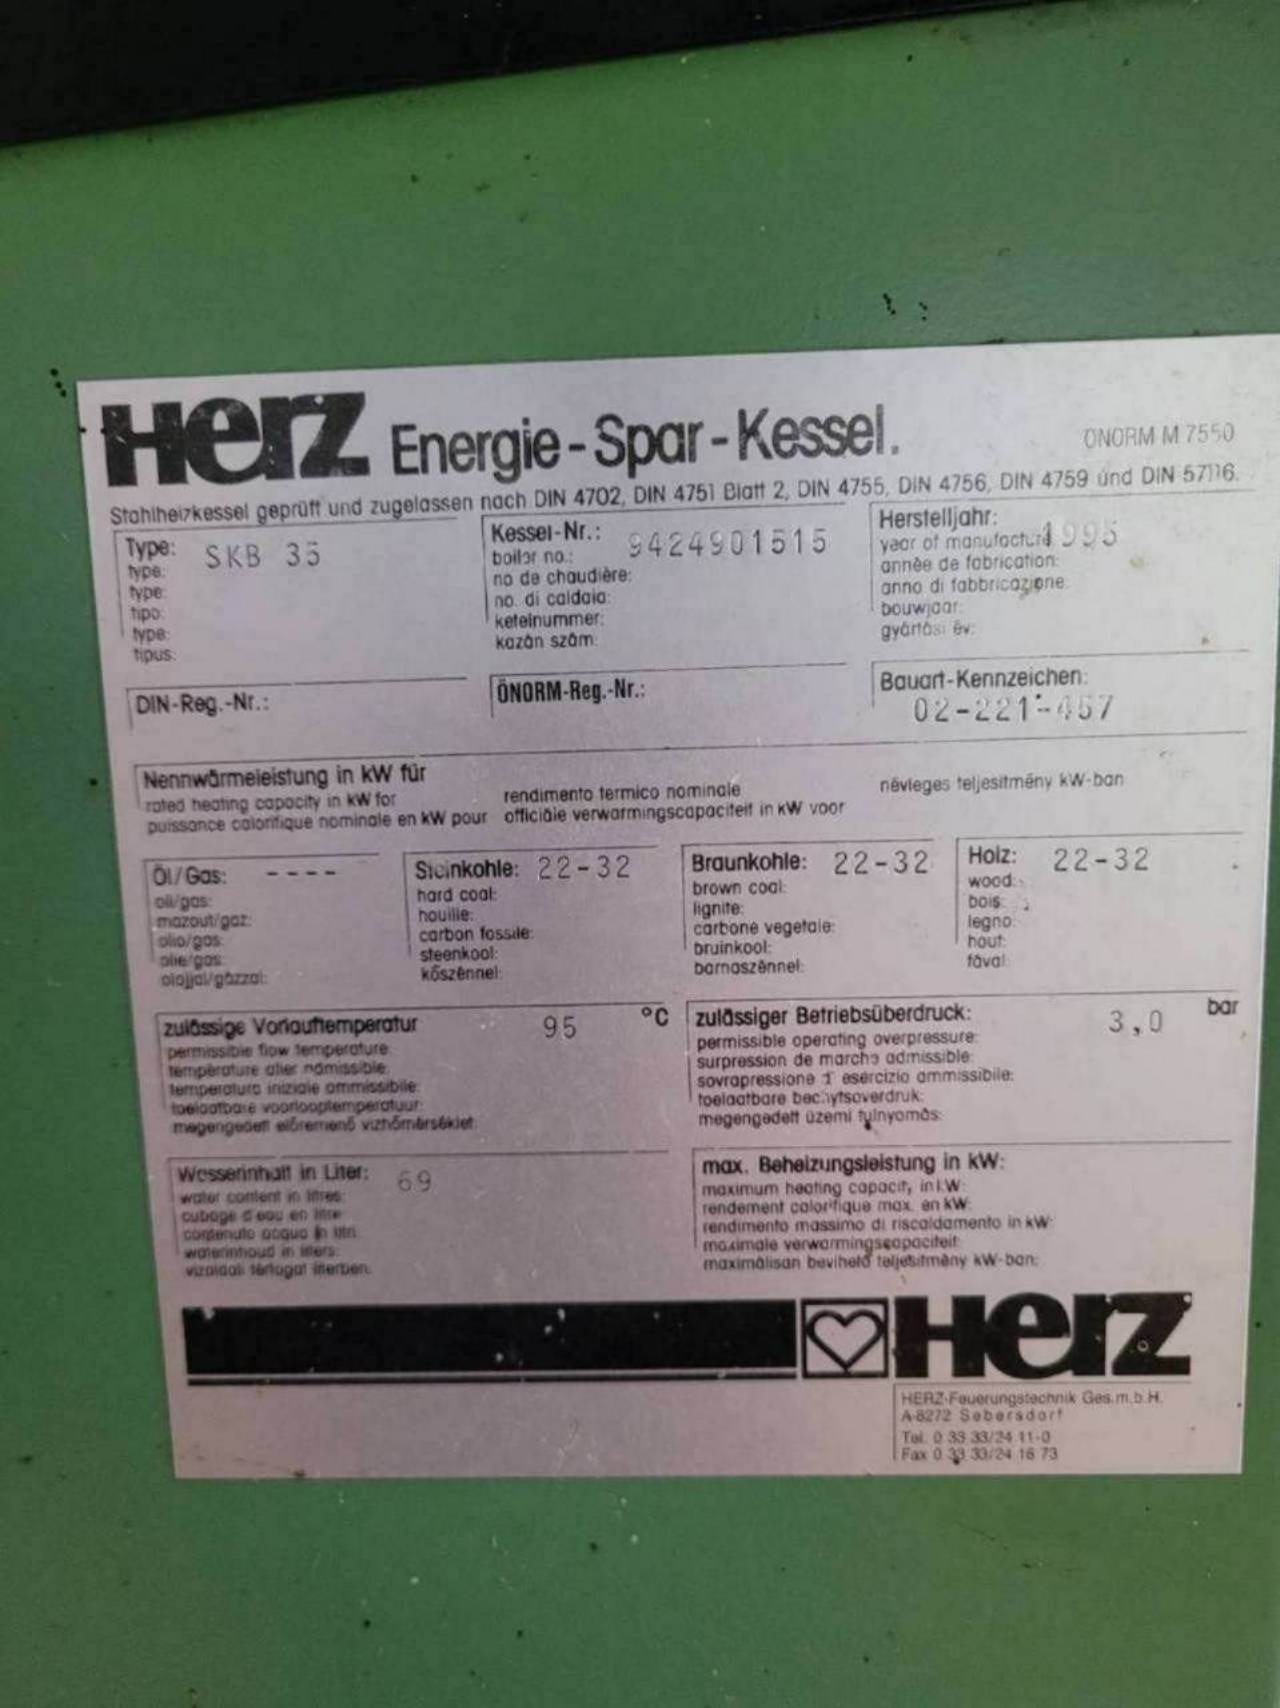 Herz Energie-Spar-Kessel. ÖNORM M 7550
Stahlheizkessel geprüft und zugelassen nach DIN 4702, DIN 4751 Blatt 2, DIN 4755, DIN 4756, DIN 4759 und DIN 57116.
Type: SKB 35
type:
type:
tipo:
type:
tipus:
Kessel-Nr.: 9424901515
boiler no.:
no de chaudière:
no. di caldaia:
ketelnummer:
kazán szám:
Herstelljahr:
year of manufacture 1995
année de fabrication:
anno di fabbricazione:
bouwjaar:
gyártási év:
DIN-Reg.-Nr.:
ÖNORM-Reg.-Nr.:
Bauart-Kennzeichen:
02-221-457
Nennwärmeleistung in kW für
rated heating capacity in kW for
puissance calorifique nominale en kW pour
rendimento termico nominale
officiële verwarmingscapaciteit in kW voor
névleges teljesitmény kW-ban
Öl/Gas: ----
oil/gas:
mazout/gaz:
olio/gas:
olie/gas:
olajjal/gázzal:
Steinkohle: 22-32
hard coal:
houille:
carbon fossile:
steenkool:
kőszénnel:
Braunkohle: 22-32
brown coal:
lignite:
carbone vegetale:
bruinkool:
barnaszénnel:
Holz: 22-32
wood:
bois:
legno:
hout:
fával:
zulässige Vorlauftemperatur 95 °C
permissible flow temperature:
température aller admissible:
temperatura iniziale ammissibile:
toelaatbare voorlooptemperatuur:
megengedett előremenő vizhőmérséklet:
zulässiger Betriebsüberdruck: 3,0 bar
permissible operating overpressure:
surpression de marche admissible:
sovrapressione d'esercizio ammissibile:
toelaatbare bedrijfsoverdruk:
megengedett üzemi túlnyomás:
Wasserinhalt in Liter: 69
water content in litres:
cubage d'eau en litre
contenuto acqua in litri:
waterinhoud in liters:
vizoldali térfogat literben:
max. Beheizungsleistung in kW:
maximum heating capacity in kW:
rendement calorifique max. en kW:
rendimento massimo di riscaldamento in kW:
maximale verwarmingscapaciteit:
maximálisan bevihető teljesitmény kW-ban:
Herz
HERZ-Feuerungstechnik Ges.m.b.H.
A-8272 Sebersdorf
Tel. 0 33 33/24 11-0
Fax 0 33 33/24 16 73